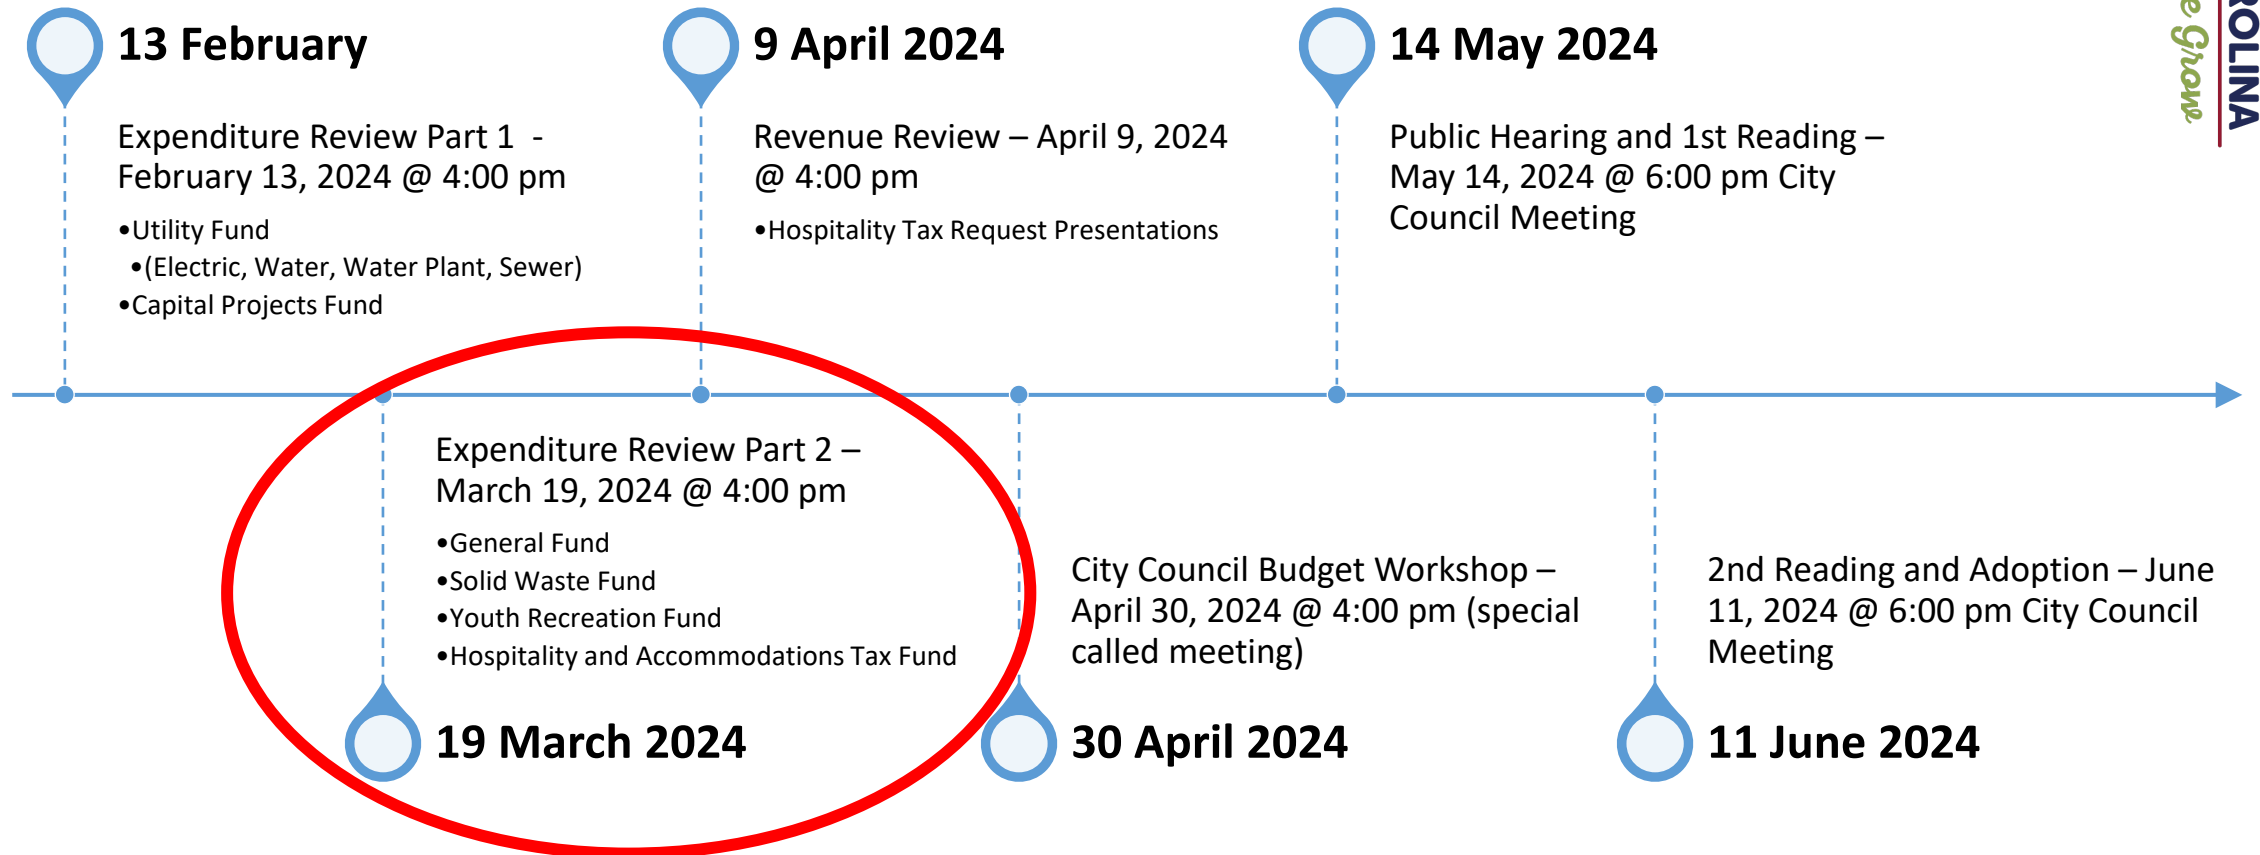 13 February
Expenditure Review Part 1  -
February 13, 2024 @ 4:00 pm
•Utility Fund
•(Electric, Water, Water Plant, Sewer)
•Capital Projects Fund
9 April 2024
Revenue Review – April 9, 2024
@ 4:00 pm
•Hospitality Tax Request Presentations
14 May 2024
Public Hearing and 1st Reading –
May 14, 2024 @ 6:00 pm City
Council Meeting
Expenditure Review Part 2 –
March 19, 2024 @ 4:00 pm
•General Fund
•Solid Waste Fund
•Youth Recreation Fund
•Hospitality and Accommodations Tax Fund
19 March 2024
City Council Budget Workshop –
April 30, 2024 @ 4:00 pm (special
called meeting)
30 April 2024
2nd Reading and Adoption – June
11, 2024 @ 6:00 pm City Council
Meeting
11 June 2024
ROLINA
e Grow